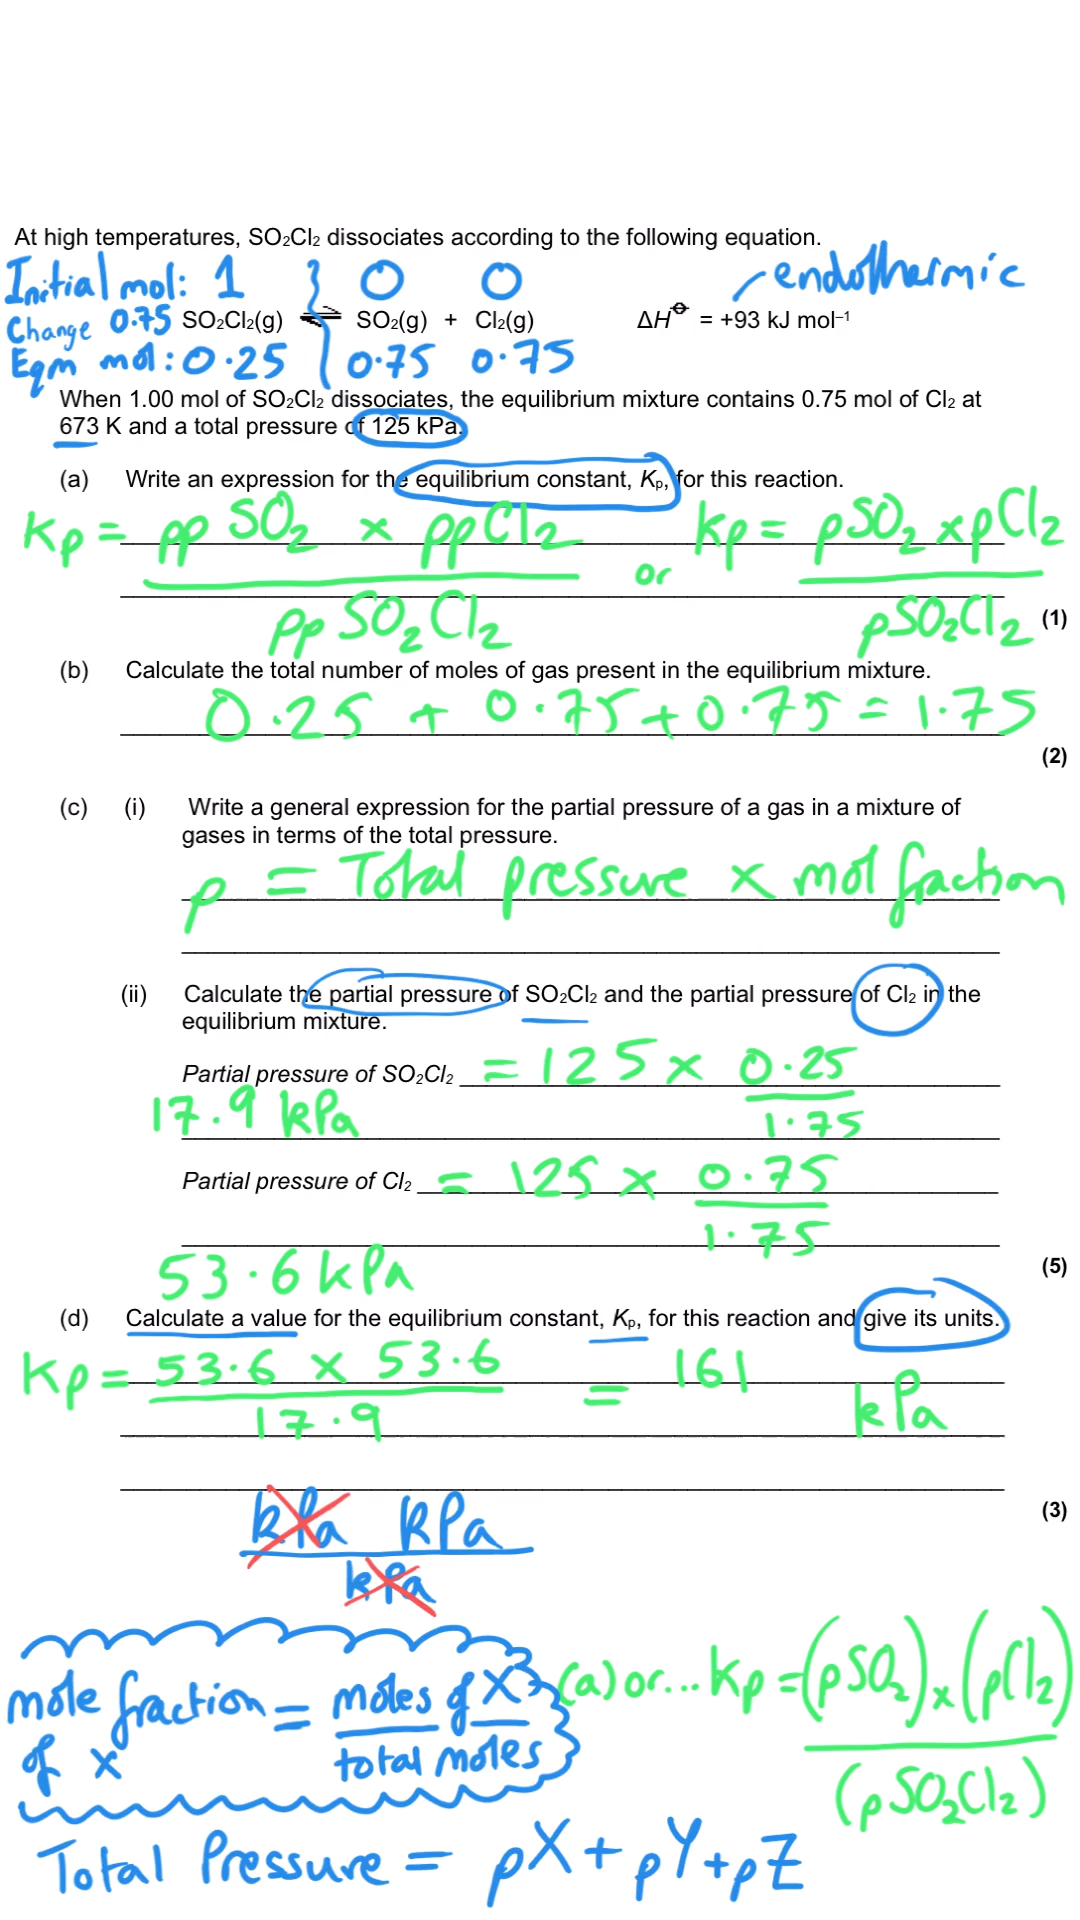 At high temperatures, SO₂Cl₂ dissociates according to the following equation.
Initial mol: 1 0 0 endothermic
Change 0.75 SO₂Cl₂(g) ⇌ SO₂(g) + Cl₂(g) ΔH⦵ = +93 kJ mol⁻¹
Eqm mol: 0.25 0.75 0.75
When 1.00 mol of SO₂Cl₂ dissociates, the equilibrium mixture contains 0.75 mol of Cl₂ at
673 K and a total pressure of 125 kPa.
(a) Write an expression for the equilibrium constant, Kp, for this reaction.
Kp = pp SO₂ × ppCl₂ or Kp = pSO₂ × pCl₂
pp SO₂Cl₂ pSO₂Cl₂
(1)
(b) Calculate the total number of moles of gas present in the equilibrium mixture.
0.25 + 0.75 + 0.75 = 1.75
(2)
(c) (i) Write a general expression for the partial pressure of a gas in a mixture of
gases in terms of the total pressure.
p = Total pressure × mol fraction
(ii) Calculate the partial pressure of SO₂Cl₂ and the partial pressure of Cl₂ in the
equilibrium mixture.
Partial pressure of SO₂Cl₂ = 125 × 0.25
17.9 kPa 1.75
Partial pressure of Cl₂ = 125 × 0.75
1.75
53.6 kPa
(5)
(d) Calculate a value for the equilibrium constant, Kp, for this reaction and give its units.
Kp = 53.6 × 53.6 = 161 kPa
17.9
(3)
kPa kPa
kPa
mole fraction = moles of X
of x total moles
(a) or... Kp = (pSO₂) × (pCl₂)
(pSO₂Cl₂)
Total Pressure = pX + pY + pZ